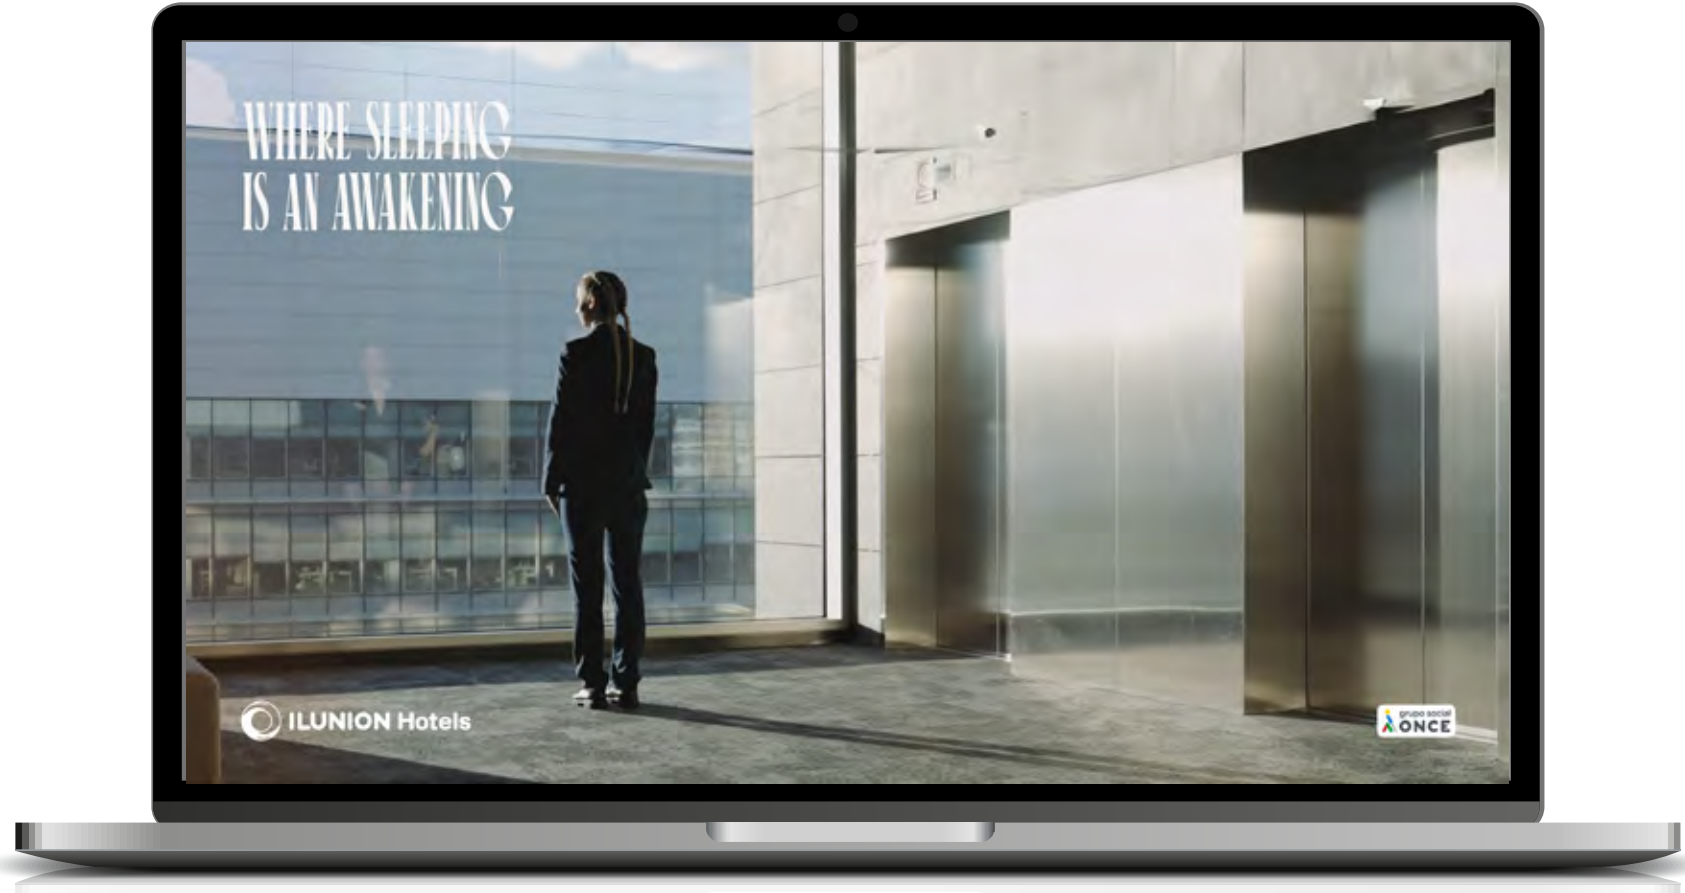 WHERE SLEEPING
IS AN AWAKENING
ILUNION Hotels
grupo social
ONCE